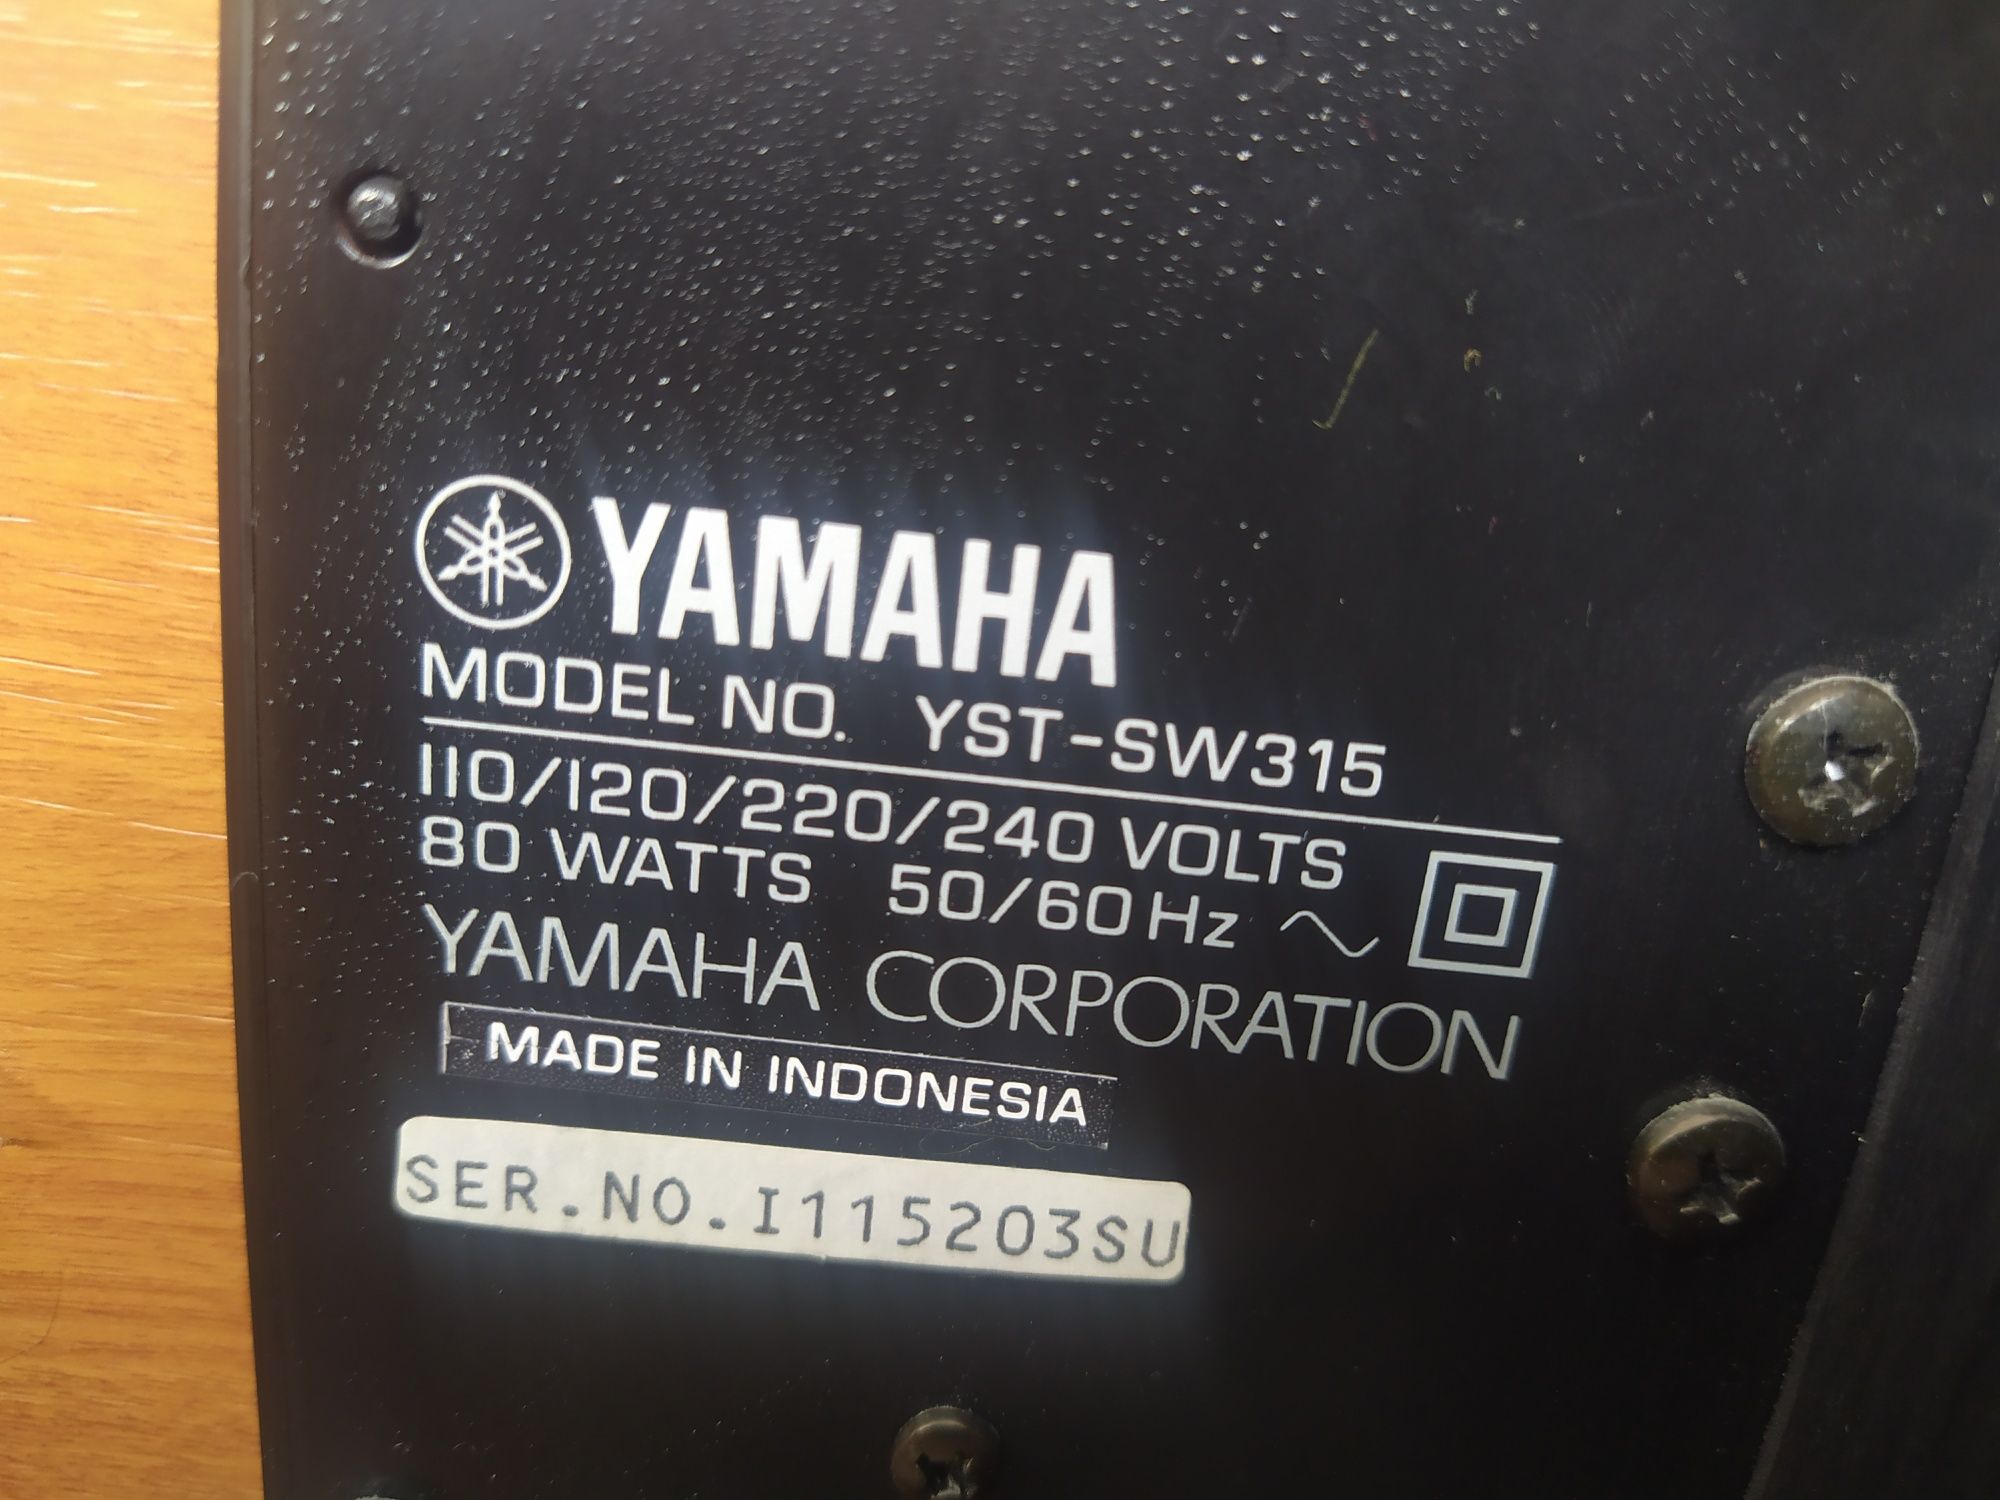 YAMAHA
MODEL NO. YST-SW315
110/120/220/240 VOLTS
80 WATTS 50/60Hz ~
YAMAHA CORPORATION
MADE IN INDONESIA
SER.NO.I115203SU